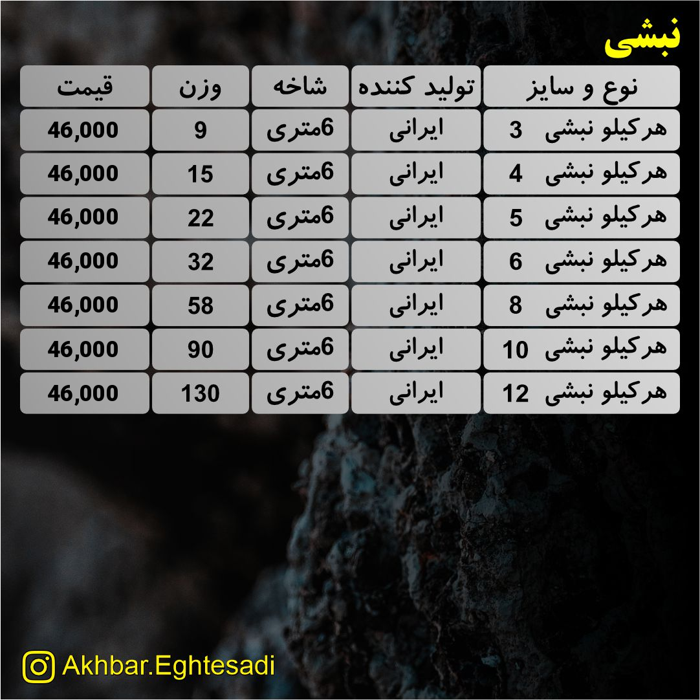 نبشی
نوع و سایز تولید کننده شاخه وزن قیمت
هرکیلو نبشی 3 ایرانی 6متری 9 46,000
هرکیلو نبشی 4 ایرانی 6متری 15 46,000
هرکیلو نبشی 5 ایرانی 6متری 22 46,000
هرکیلو نبشی 6 ایرانی 6متری 32 46,000
هرکیلو نبشی 8 ایرانی 6متری 58 46,000
هرکیلو نبشی 10 ایرانی 6متری 90 46,000
هرکیلو نبشی 12 ایرانی 6متری 130 46,000
Akhbar.Eghtesadi